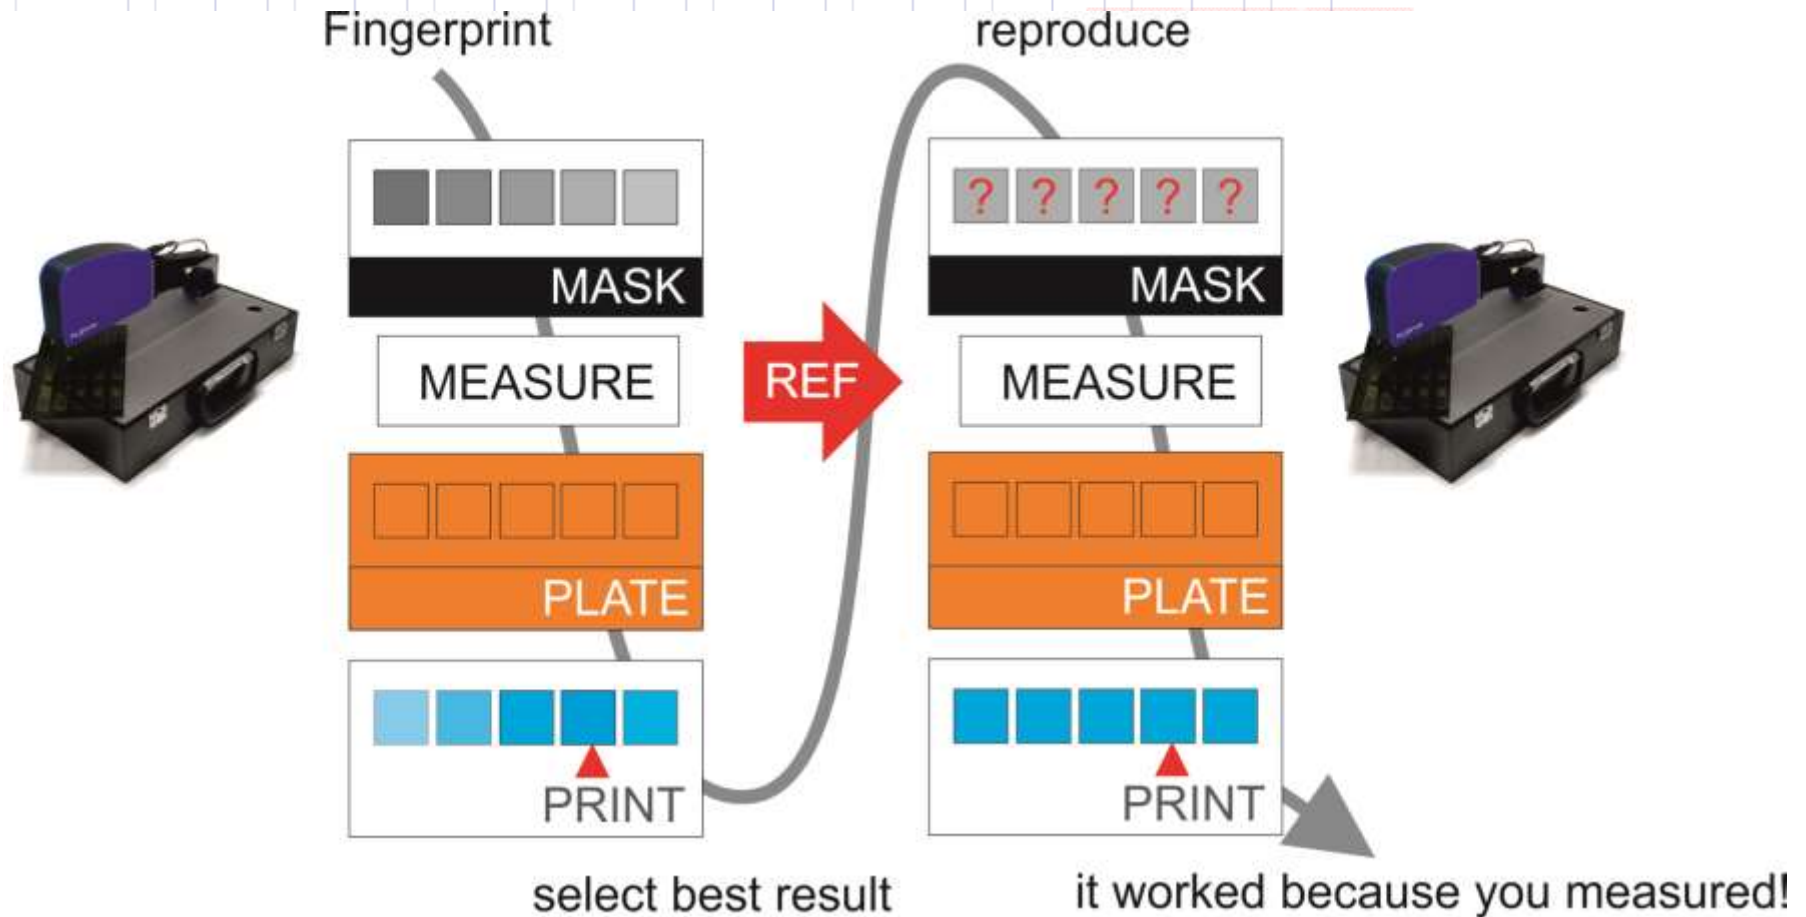 Fingerprint
MASK
MEASURE
PLATE
PRINT
select best result
REF
reproduce
? ? ? ? ?
MASK
MEASURE
PLATE
PRINT
it worked because you measured!